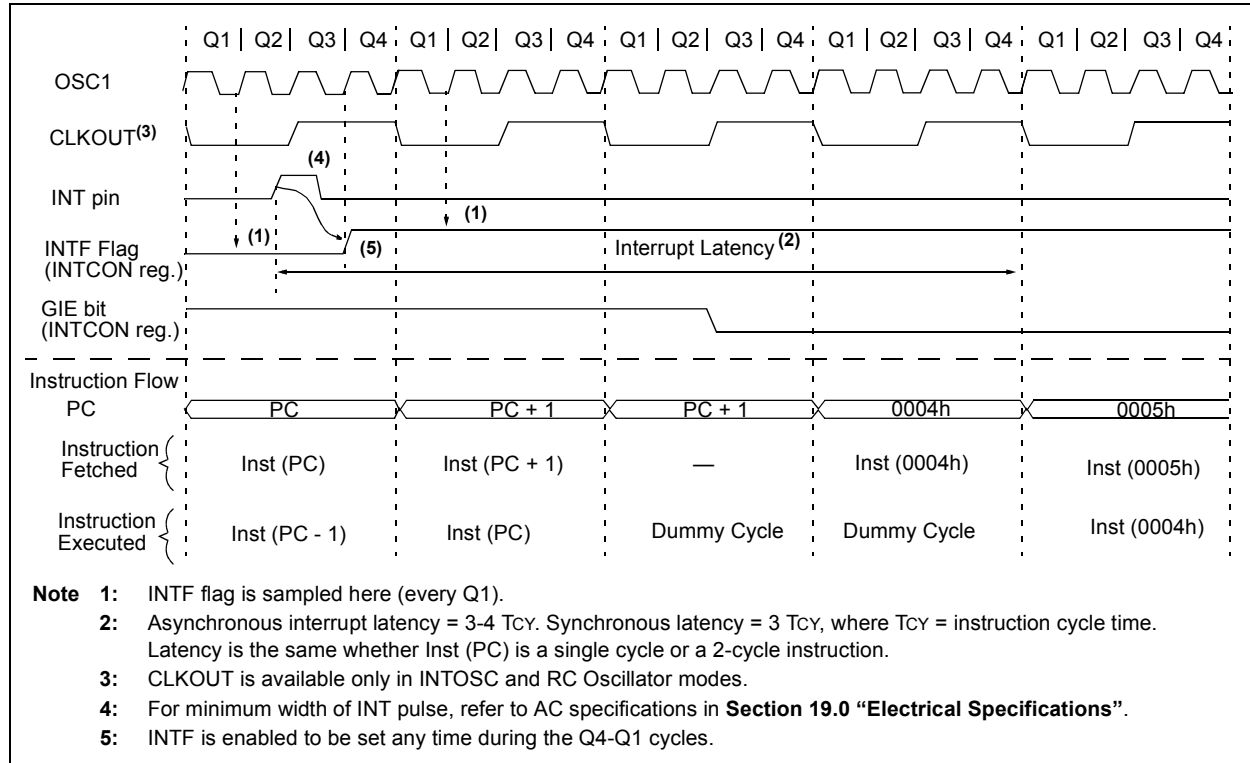 Q1 | Q2 | Q3 | Q4 Q1 | Q2 | Q3 | Q4 Q1 | Q2 | Q3 | Q4 Q1 | Q2 | Q3 | Q4 Q1 | Q2 | Q3 | Q4
OSC1
CLKOUT(3)
(4)
INT pin
(1)
(1)
(5)
INTF Flag
(INTCON reg.)
Interrupt Latency (2)
GIE bit
(INTCON reg.)
Instruction Flow
PC PC PC + 1 PC + 1 0004h 0005h
Instruction
Fetched
Inst (PC) Inst (PC + 1) — Inst (0004h) Inst (0005h)
Instruction
Executed
Inst (PC - 1) Inst (PC) Dummy Cycle Dummy Cycle Inst (0004h)
Note 1: INTF flag is sampled here (every Q1).
2: Asynchronous interrupt latency = 3-4 TCY. Synchronous latency = 3 TCY, where TCY = instruction cycle time.
Latency is the same whether Inst (PC) is a single cycle or a 2-cycle instruction.
3: CLKOUT is available only in INTOSC and RC Oscillator modes.
4: For minimum width of INT pulse, refer to AC specifications in Section 19.0 “Electrical Specifications”.
5: INTF is enabled to be set any time during the Q4-Q1 cycles.